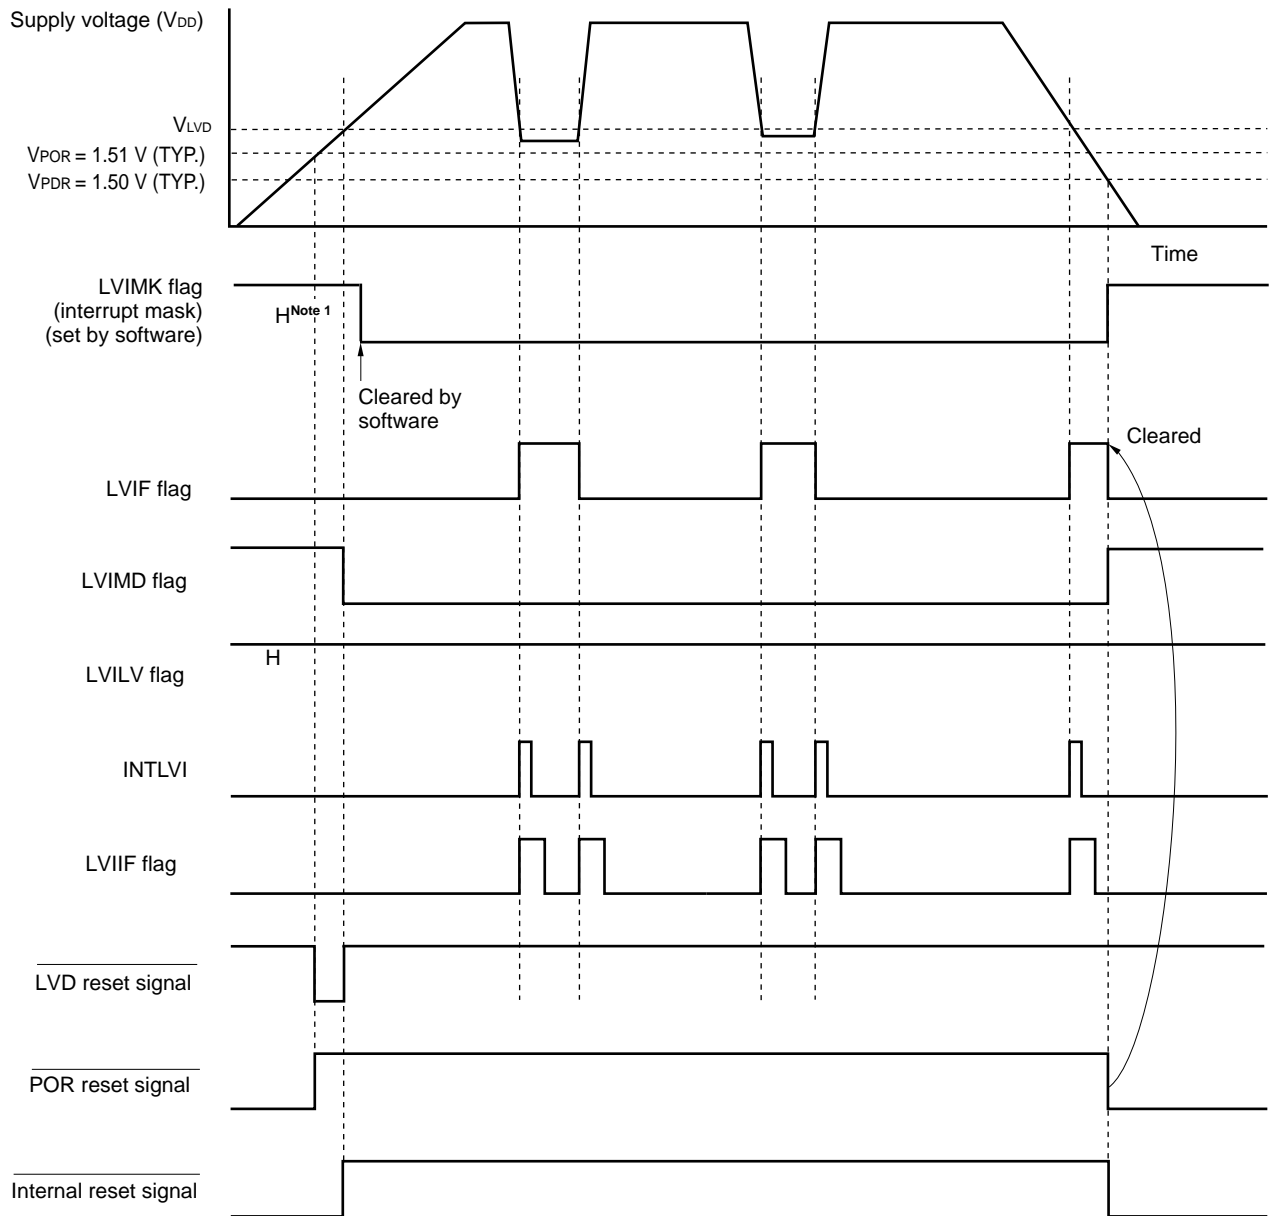 Supply voltage (VDD)
VLVD
VPOR = 1.51 V (TYP.)
VPDR = 1.50 V (TYP.)
Time
LVIMK flag
(interrupt mask)
(set by software)
H Note 1
Cleared by
software
Cleared
LVIF flag
LVIMD flag
H
LVILV flag
INTLVI
LVIIF flag
LVD reset signal
POR reset signal
Internal reset signal